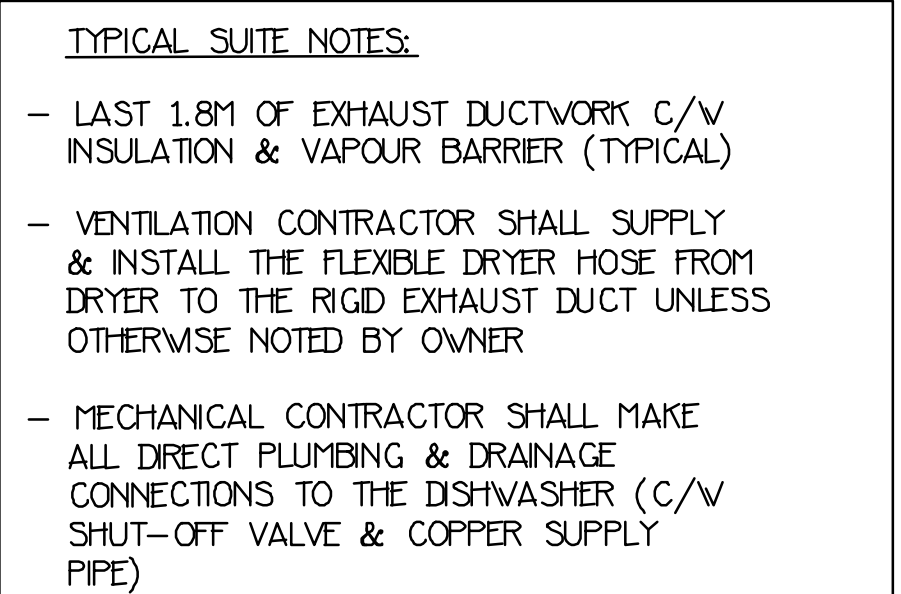 TYPICAL SUITE NOTES:
– LAST 1.8M OF EXHAUST DUCTWORK C/W
INSULATION & VAPOUR BARRIER (TYPICAL)
– VENTILATION CONTRACTOR SHALL SUPPLY
& INSTALL THE FLEXIBLE DRYER HOSE FROM
DRYER TO THE RIGID EXHAUST DUCT UNLESS
OTHERWISE NOTED BY OWNER
– MECHANICAL CONTRACTOR SHALL MAKE
ALL DIRECT PLUMBING & DRAINAGE
CONNECTIONS TO THE DISHWASHER (C/W
SHUT–OFF VALVE & COPPER SUPPLY
PIPE)